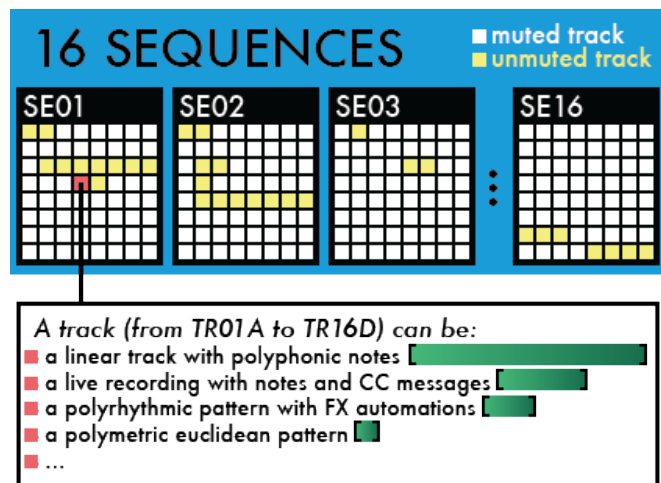 16 SEQUENCES
muted track
unmuted track
SE01
SE02
SE03
SE16
A track (from TR01A to TR16D) can be:
a linear track with polyphonic notes
a live recording with notes and CC messages
a polyrhythmic pattern with FX automations
a polymetric euclidean pattern
...